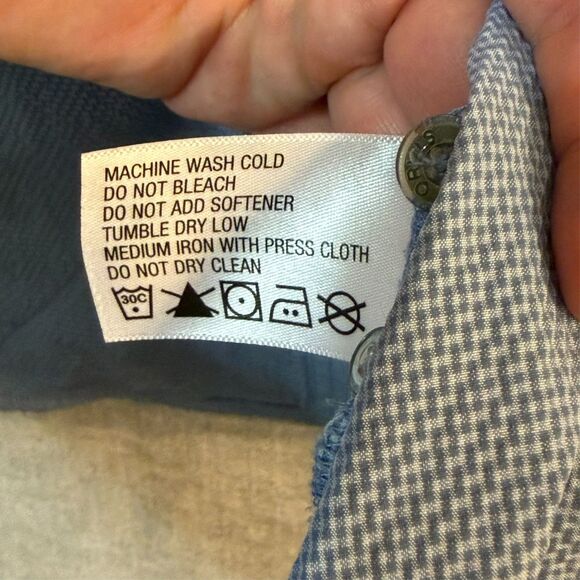 MACHINE WASH COLD
DO NOT BLEACH
DO NOT ADD SOFTENER
TUMBLE DRY LOW
MEDIUM IRON WITH PRESS CLOTH
DO NOT DRY CLEAN
30C
ORVIS